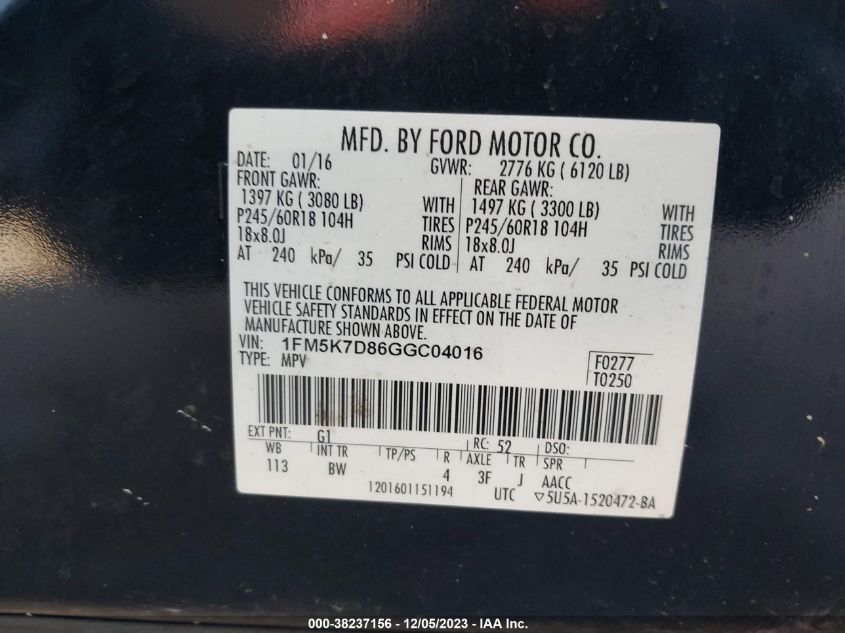 MFD. BY FORD MOTOR CO.
DATE: 01/16 GVWR: 2776 KG ( 6120 LB)
FRONT GAWR: REAR GAWR:
1397 KG ( 3080 LB) WITH 1497 KG ( 3300 LB) WITH
P245/60R18 104H TIRES P245/60R18 104H TIRES
18x8.0J RIMS 18x8.0J RIMS
AT 240 kPa/ 35 PSI COLD AT 240 kPa/ 35 PSI COLD
THIS VEHICLE CONFORMS TO ALL APPLICABLE FEDERAL MOTOR
VEHICLE SAFETY STANDARDS IN EFFECT ON THE DATE OF
MANUFACTURE SHOWN ABOVE.
VIN: 1FM5K7D86GGC04016
TYPE: MPV
F0277
T0250
EXT PNT: G1 RC: 52 DSO:
WB INT TR TP/PS R AXLE TR SPR
113 BW 4 3F J AACC
1201601151194 UTC ▽5U5A-1520472-BA
000-38237156 - 12/05/2023 - IAA Inc.